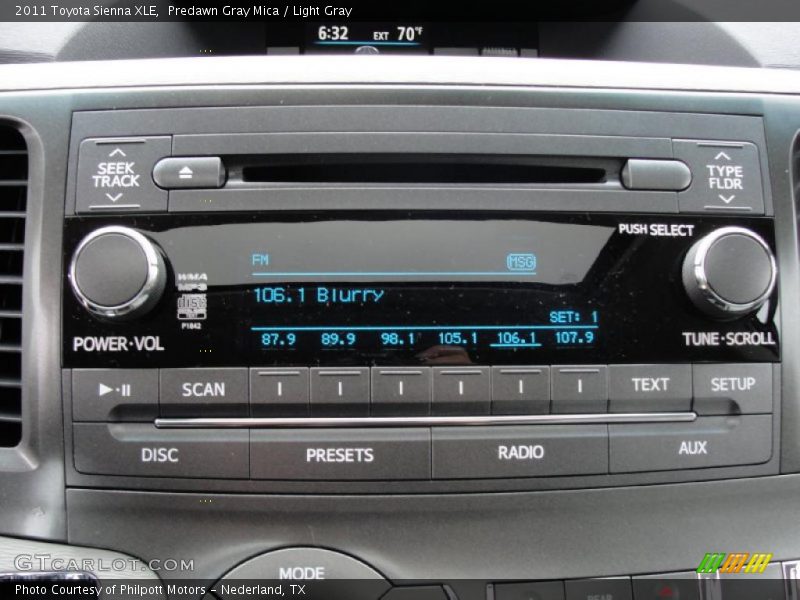 2011 Toyota Sienna XLE, Predawn Gray Mica / Light Gray
6:32 EXT 70°F
SEEK
TRACK
TYPE
FLDR
PUSH SELECT
FM MSG
WMA
MP3
disc
P1842
106.1 Blurry
SET: 1
87.9 89.9 98.1 105.1 106.1 107.9
POWER·VOL
TUNE·SCROLL
SCAN
TEXT
SETUP
DISC
PRESETS
RADIO
AUX
GTCARLOT.COM
MODE
Photo Courtesy of Philpott Motors - Nederland, TX